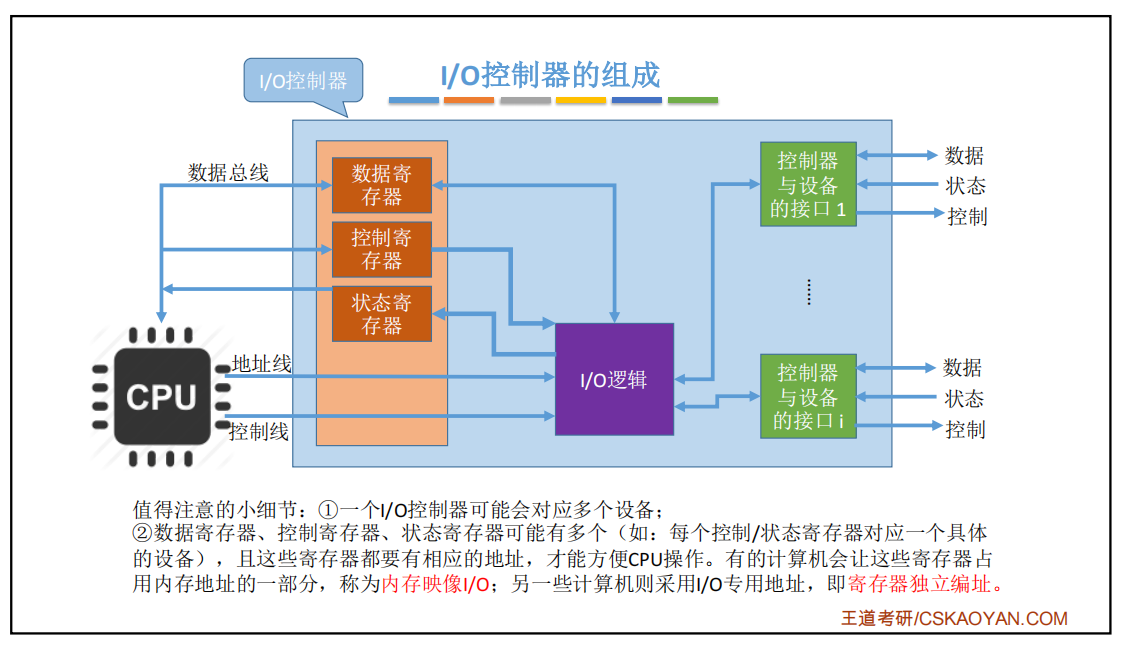 I/O控制器的组成
I/O控制器
数据总线
数据寄
存器
控制寄
存器
状态寄
存器
CPU
地址线
控制线
I/O逻辑
控制器
与设备
的接口 1
数据
状态
控制
......
控制器
与设备
的接口 i
数据
状态
控制
值得注意的小细节：①一个I/O控制器可能会对应多个设备；
②数据寄存器、控制寄存器、状态寄存器可能有多个（如：每个控制/状态寄存器对应一个具体
的设备），且这些寄存器都要有相应的地址，才能方便CPU操作。有的计算机会让这些寄存器占
用内存地址的一部分，称为内存映像I/O；另一些计算机则采用I/O专用地址，即寄存器独立编址。
王道考研/CSKAOYAN.COM